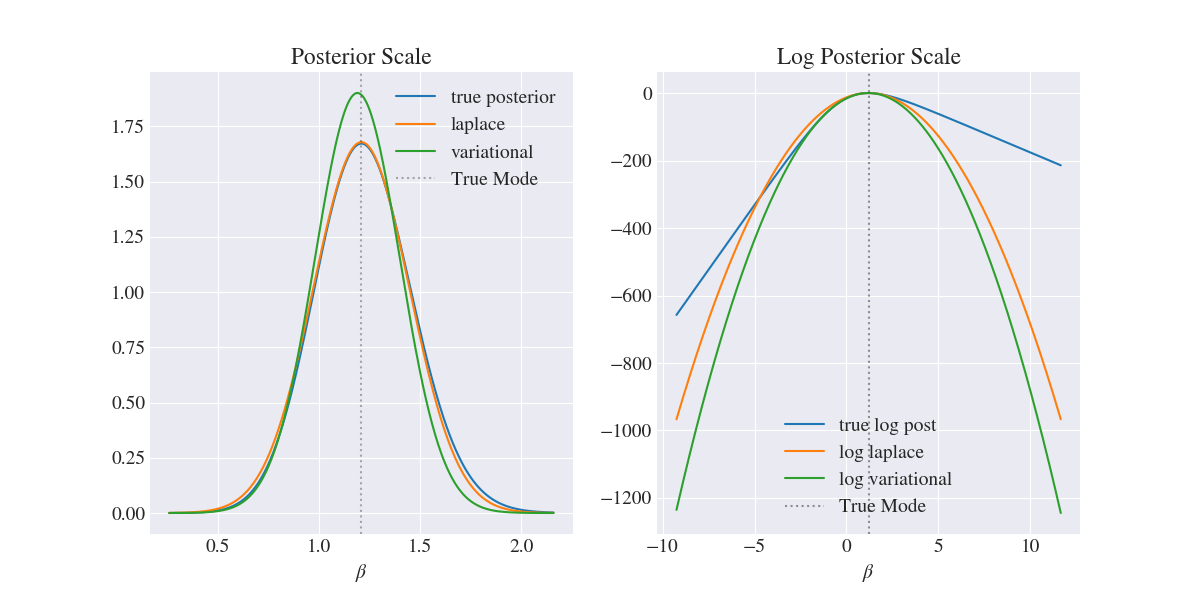 Posterior Scale
1.75
1.50
1.25
1.00
0.75
0.50
0.25
0.00
0.5
1.0
1.5
2.0
β
true posterior
laplace
variational
True Mode
Log Posterior Scale
0
−200
−400
−600
−800
−1000
−1200
−10
−5
0
5
10
β
true log post
log laplace
log variational
True Mode